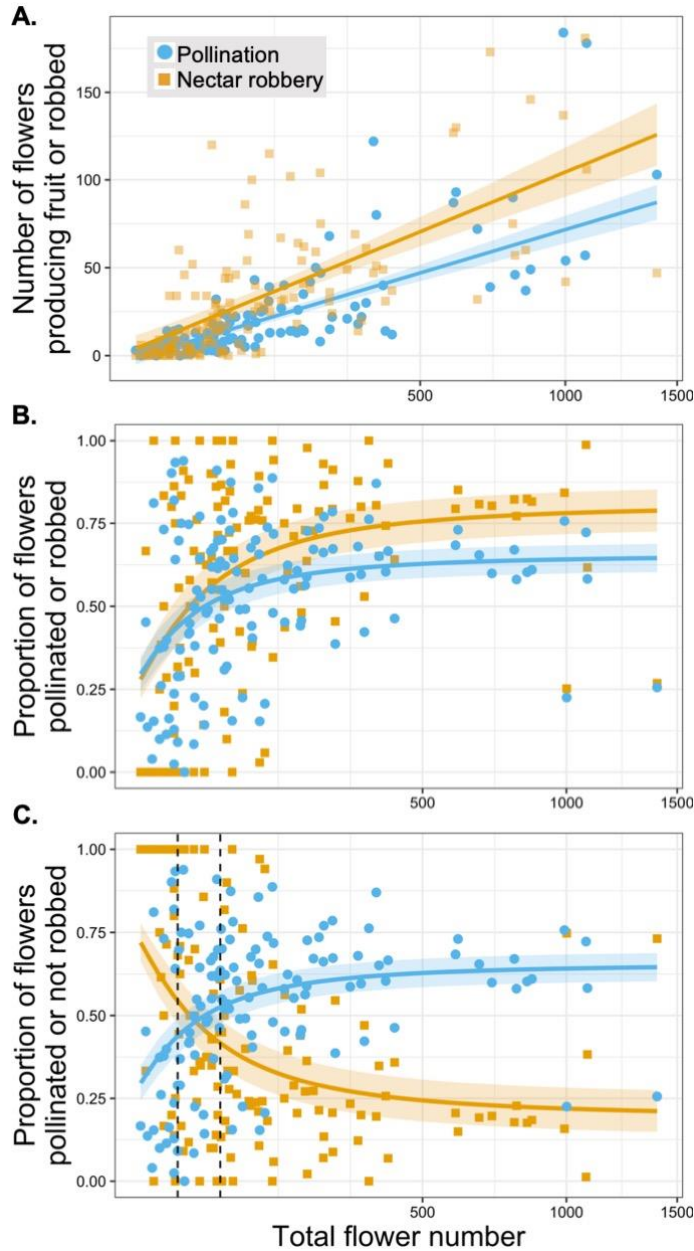 A.
Pollination
Nectar robbery
Number of flowers
producing fruit or robbed
150
100
50
0
500
1000
1500
B.
Proportion of flowers
pollinated or robbed
1.00
0.75
0.50
0.25
0.00
500
1000
1500
C.
Proportion of flowers
pollinated or not robbed
1.00
0.75
0.50
0.25
0.00
500
1000
1500
Total flower number